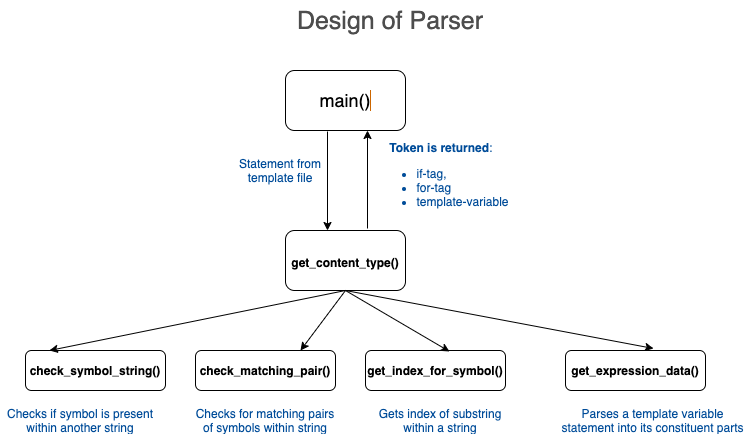 Design of Parser
main()
Statement from
template file
Token is returned:
• if-tag,
• for-tag
• template-variable
get_content_type()
check_symbol_string()
check_matching_pair()
get_index_for_symbol()
get_expression_data()
Checks if symbol is present
within another string
Checks for matching pairs
of symbols within string
Gets index of substring
within a string
Parses a template variable
statement into its constituent parts